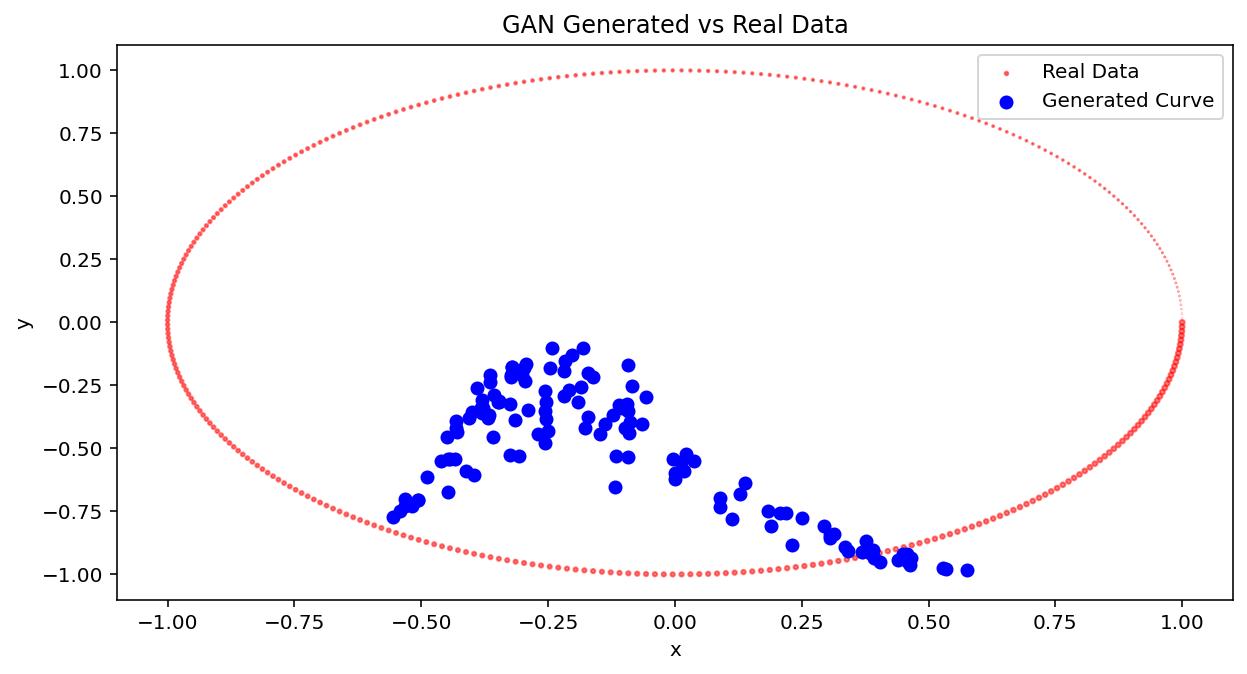 GAN Generated vs Real Data
Real Data
Generated Curve
1.00
0.75
0.50
0.25
0.00
−0.25
−0.50
−0.75
−1.00
y
−1.00 −0.75 −0.50 −0.25 0.00 0.25 0.50 0.75 1.00
x